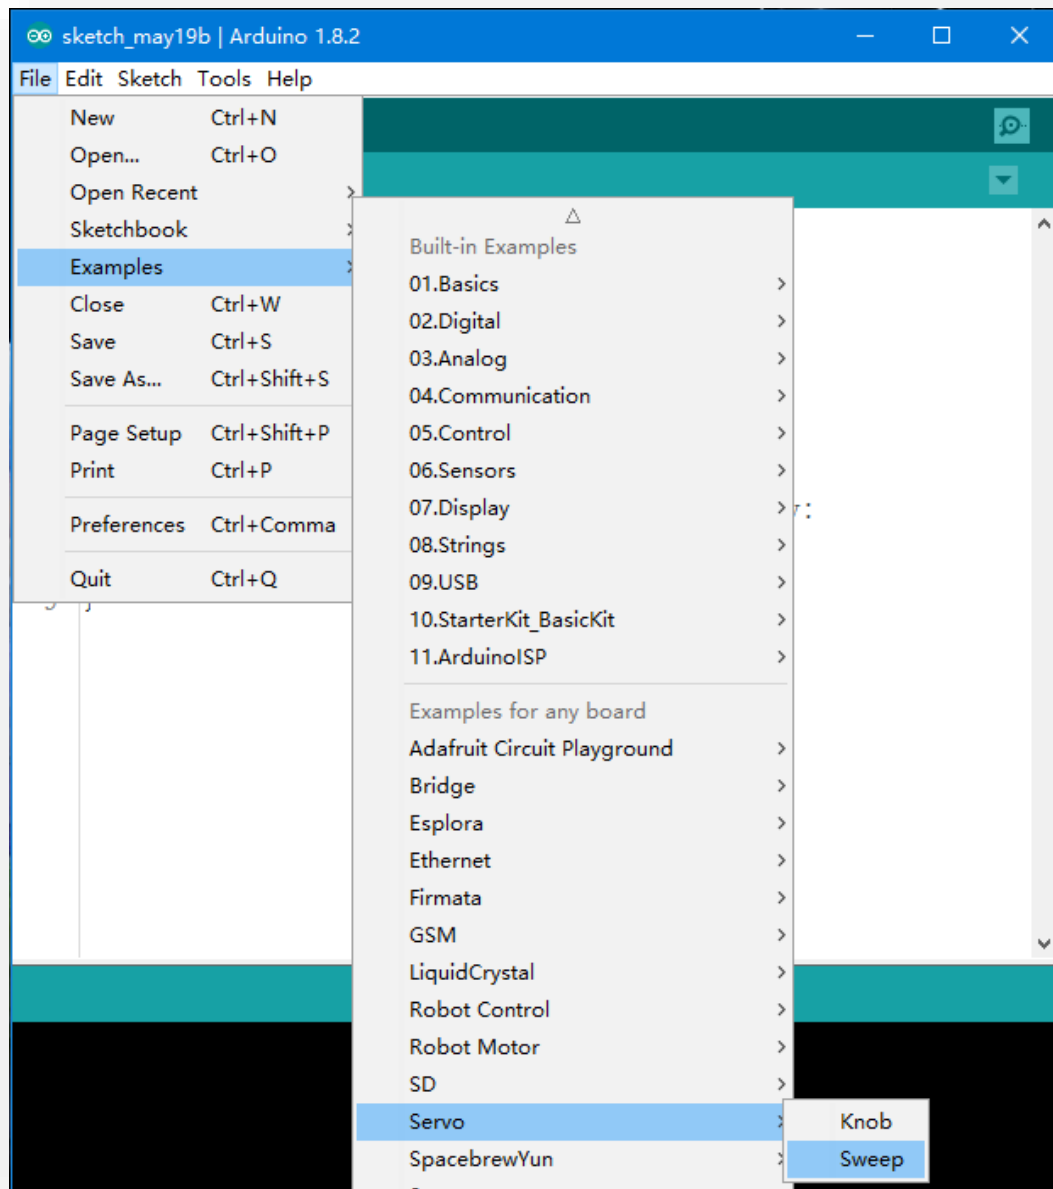 sketch_may19b | Arduino 1.8.2
File Edit Sketch Tools Help
New Ctrl+N
Open... Ctrl+O
Open Recent
Sketchbook
Examples
Close Ctrl+W
Save Ctrl+S
Save As... Ctrl+Shift+S
Page Setup Ctrl+Shift+P
Print Ctrl+P
Preferences Ctrl+Comma
Quit Ctrl+Q
Built-in Examples
01.Basics
02.Digital
03.Analog
04.Communication
05.Control
06.Sensors
07.Display
08.Strings
09.USB
10.StarterKit_BasicKit
11.ArduinoISP
Examples for any board
Adafruit Circuit Playground
Bridge
Esplora
Ethernet
Firmata
GSM
LiquidCrystal
Robot Control
Robot Motor
SD
Servo
SpacebrewYun
Knob
Sweep